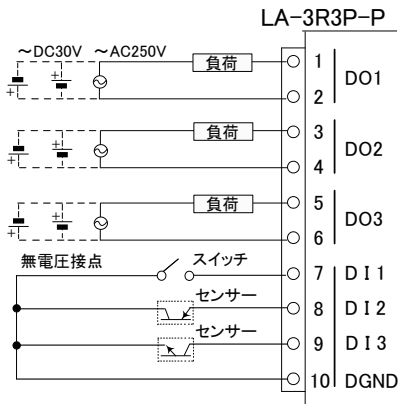 LA-3R3P-P
～DC30V ～AC250V 負荷 1
+ + 2 DO1
負荷 3
+ + 4 DO2
負荷 5
+ + 6 DO3
無電圧接点 スイッチ 7 DI1
センサー 8 DI2
センサー 9 DI3
10 DGND